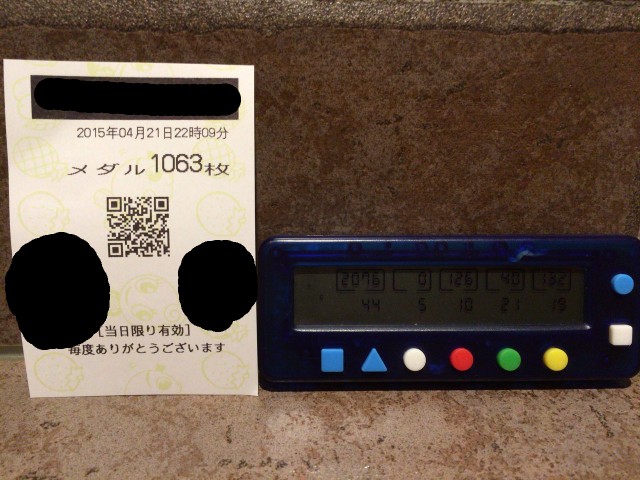 2015年04月21日22時09分
メダル1063枚
[当日限り有効]
毎度ありがとうございます
2076 0 126 40 132
44 5 10 21 19